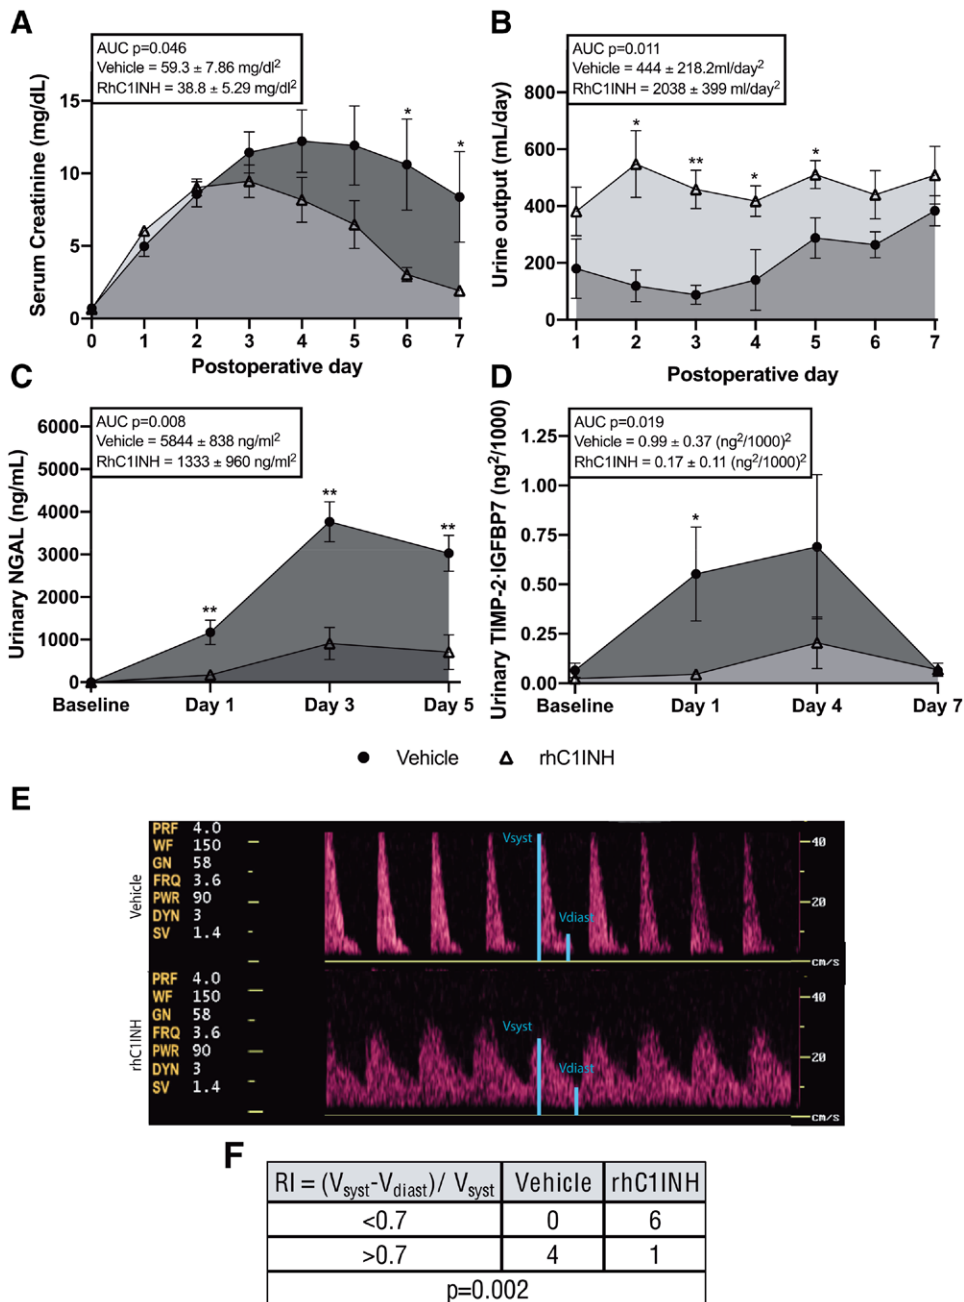 A
AUC p=0.046
Vehicle = 59.3 ± 7.86 mg/dl²
RhC1INH = 38.8 ± 5.29 mg/dl²
Serum Creatinine (mg/dL)
15
10
5
0
* *
0 1 2 3 4 5 6 7
Postoperative day
B
AUC p=0.011
Vehicle = 444 ± 218.2ml/day²
RhC1INH = 2038 ± 399 ml/day²
Urine output (mL/day)
800
600
400
200
0
* ** * *
1 2 3 4 5 6 7
Postoperative day
C
AUC p=0.008
Vehicle = 5844 ± 838 ng/ml²
RhC1INH = 1333 ± 960 ng/ml²
Urinary NGAL (ng/mL)
6000
5000
4000
3000
2000
1000
0
** ** **
Baseline Day 1 Day 3 Day 5
D
AUC p=0.019
Vehicle = 0.99 ± 0.37 (ng²/1000)²
RhC1INH = 0.17 ± 0.11 (ng²/1000)²
Urinary TIMP-2·IGFBP7 (ng²/1000)
1.25
1.00
0.75
0.50
0.25
0.00
*
Baseline Day 1 Day 4 Day 7
Vehicle rhC1INH
E
Vehicle
PRF 4.0
WF 150
GN 58
FRQ 3.6
PWR 90
DYN 3
SV 1.4
Vsyst
Vdiast
40
20
cm/s
rhC1INH
PRF 4.0
WF 150
GN 58
FRQ 3.6
PWR 90
DYN 3
SV 1.4
Vsyst
Vdiast
40
20
cm/s
F
RI = (Vsyst-Vdiast)/ Vsyst Vehicle rhC1INH
<0.7 0 6
>0.7 4 1
p=0.002